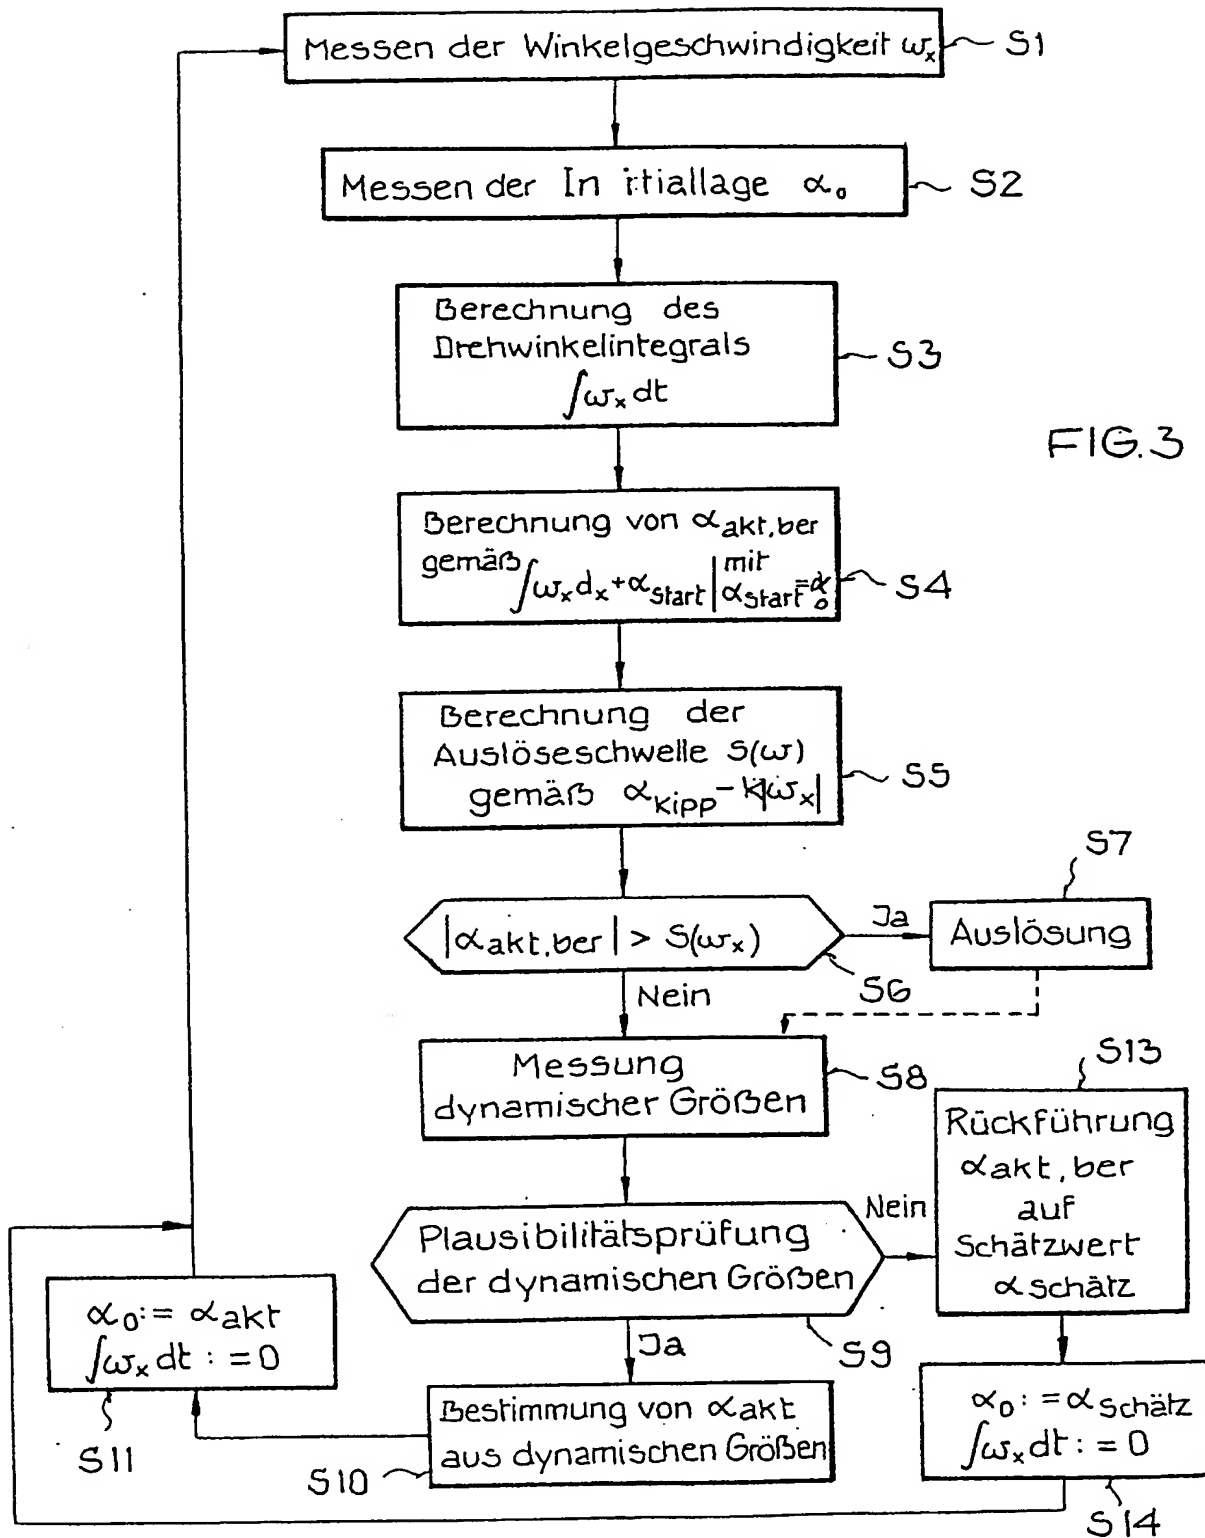 Messen der Winkelgeschwindigkeit ωx
S1
Messen der In itiallage α0
S2
Berechnung des
Drehwinkelintegrals
∫ωx dt
S3
FIG.3
Berechnung von αakt,ber
gemäß ∫ωx dx + αstart | mit αstart = α0
S4
Berechnung der
Auslöseschwelle S(ω)
gemäß αkipp - k|ωx|
S5
|αakt,ber| > S(ωx)
S6
Ja
S7
Auslösung
Nein
Messung
dynamischer Größen
S8
Plausibilitätsprüfung
der dynamischen Größen
S9
Nein
S13
Rückführung
αakt,ber
auf
Schätzwert
αschätz
Ja
α0 := αakt
∫ωx dt := 0
S11
Bestimmung von αakt
aus dynamischen Größen
S10
α0 := αschätz
∫ωx dt := 0
S14